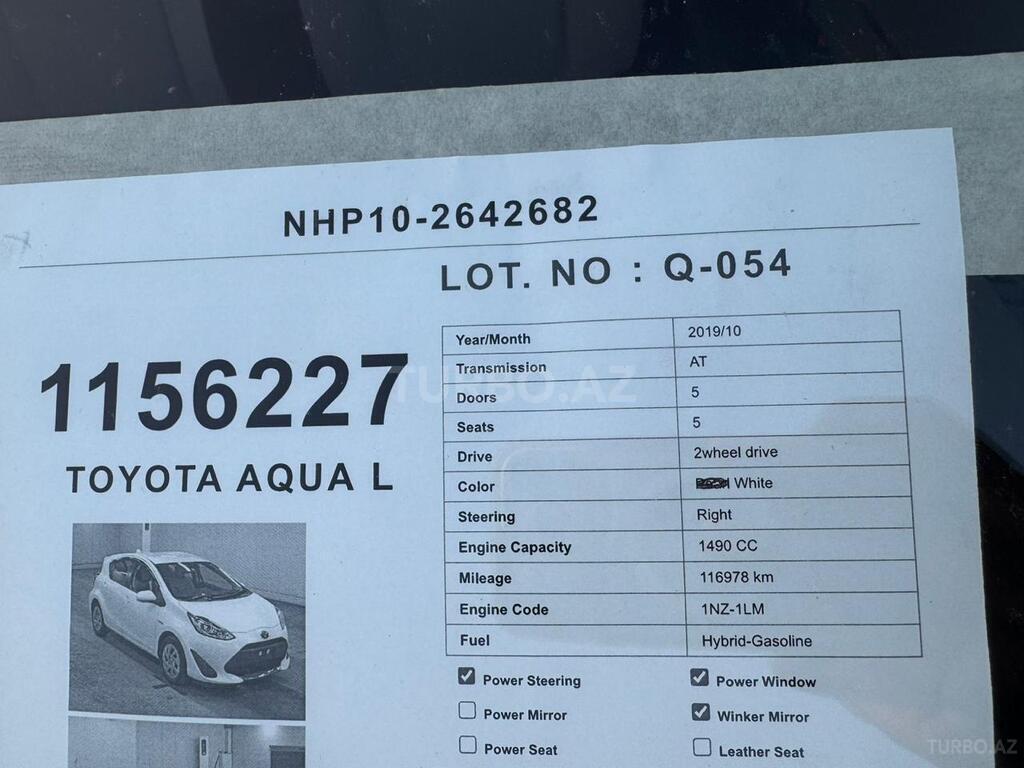 NHP10-2642682
LOT. NO : Q-054
1156227
TOYOTA AQUA L
Year/Month 2019/10
Transmission AT
Doors 5
Seats 5
Drive 2wheel drive
Color White
Steering Right
Engine Capacity 1490 CC
Mileage 116978 km
Engine Code 1NZ-1LM
Fuel Hybrid-Gasoline
Power Steering Power Window
Power Mirror Winker Mirror
Power Seat Leather Seat
TURBO.AZ
TURBO.AZ